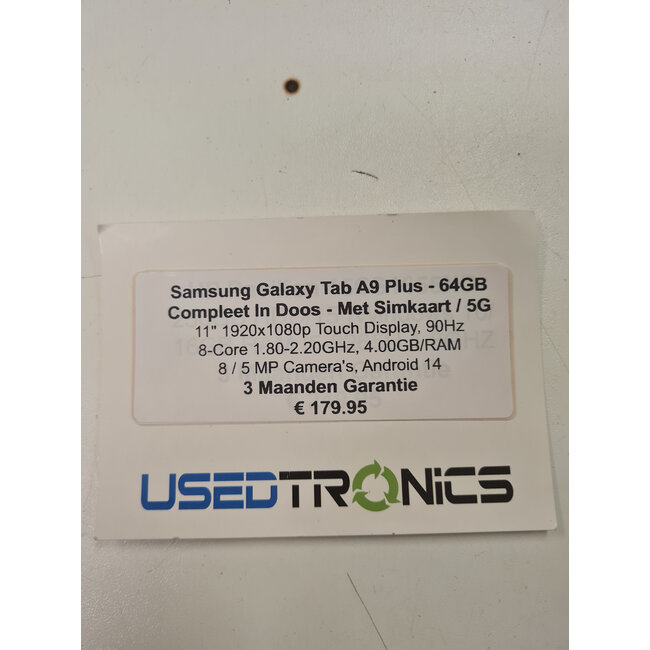 Samsung Galaxy Tab A9 Plus - 64GB
Compleet In Doos - Met Simkaart / 5G
11" 1920x1080p Touch Display, 90Hz
8-Core 1.80-2.20GHz, 4.00GB/RAM
8 / 5 MP Camera's, Android 14
3 Maanden Garantie
€ 179.95
USEDTRONiCS